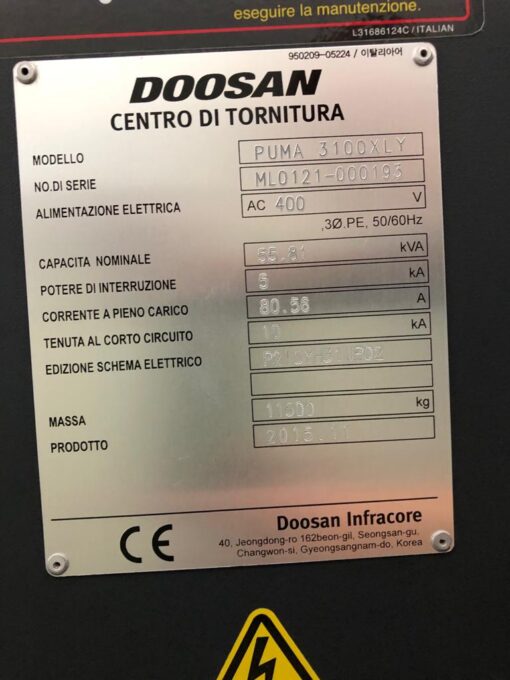 eseguire la manutenzione.
L31686124C / ITALIAN
950209-05224 / 이탈리아어
DOOSAN
CENTRO DI TORNITURA
MODELLO PUMA 3100XLY
NO.DI SERIE ML0121-000193
ALIMENTAZIONE ELETTRICA AC 400 V
,3Ø.PE, 50/60Hz
CAPACITA NOMINALE 55.81 kVA
POTERE DI INTERRUZIONE 5 kA
CORRENTE A PIENO CARICO 80.56 A
TENUTA AL CORTO CIRCUITO 10 kA
EDIZIONE SCHEMA ELETTRICO
MASSA 11500 kg
PRODOTTO 2015.11
Doosan Infracore
CE 40, Jeongdong-ro 162beon-gil, Seongsan-gu.
Changwon-si, Gyeongsangnam-do, Korea